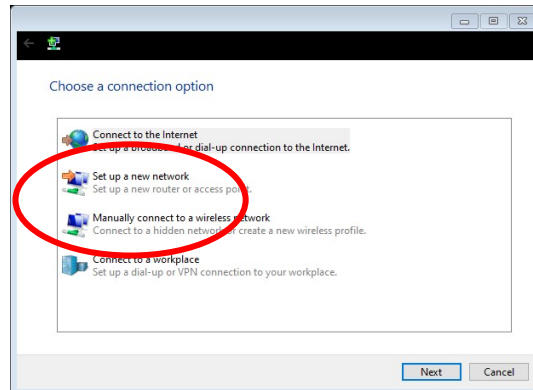 Choose a connection option
Connect to the Internet
Set up a broadband or dial-up connection to the Internet.
Set up a new network
Set up a new router or access point.
Manually connect to a wireless network
Connect to a hidden network or create a new wireless profile.
Connect to a workplace
Set up a dial-up or VPN connection to your workplace.
Next Cancel